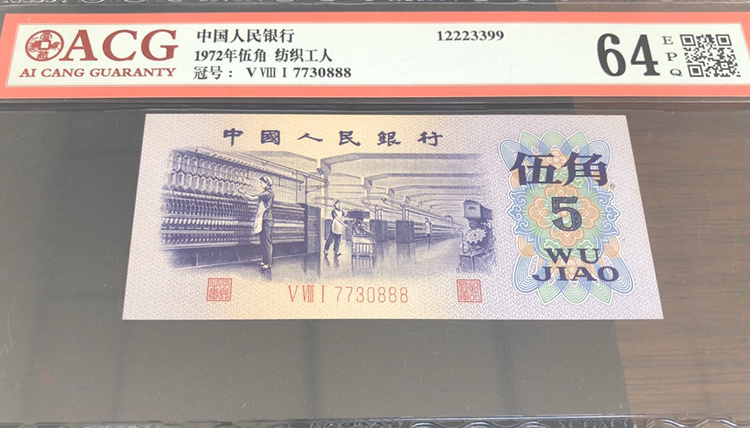 ACG
AI CANG GUARANTY
中国人民银行
1972年伍角 纺织工人
冠号： V VIII I 7730888
12223399
64
EPQ
中國人民銀行
伍角
5
WU
JIAO
V VIII I 7730888